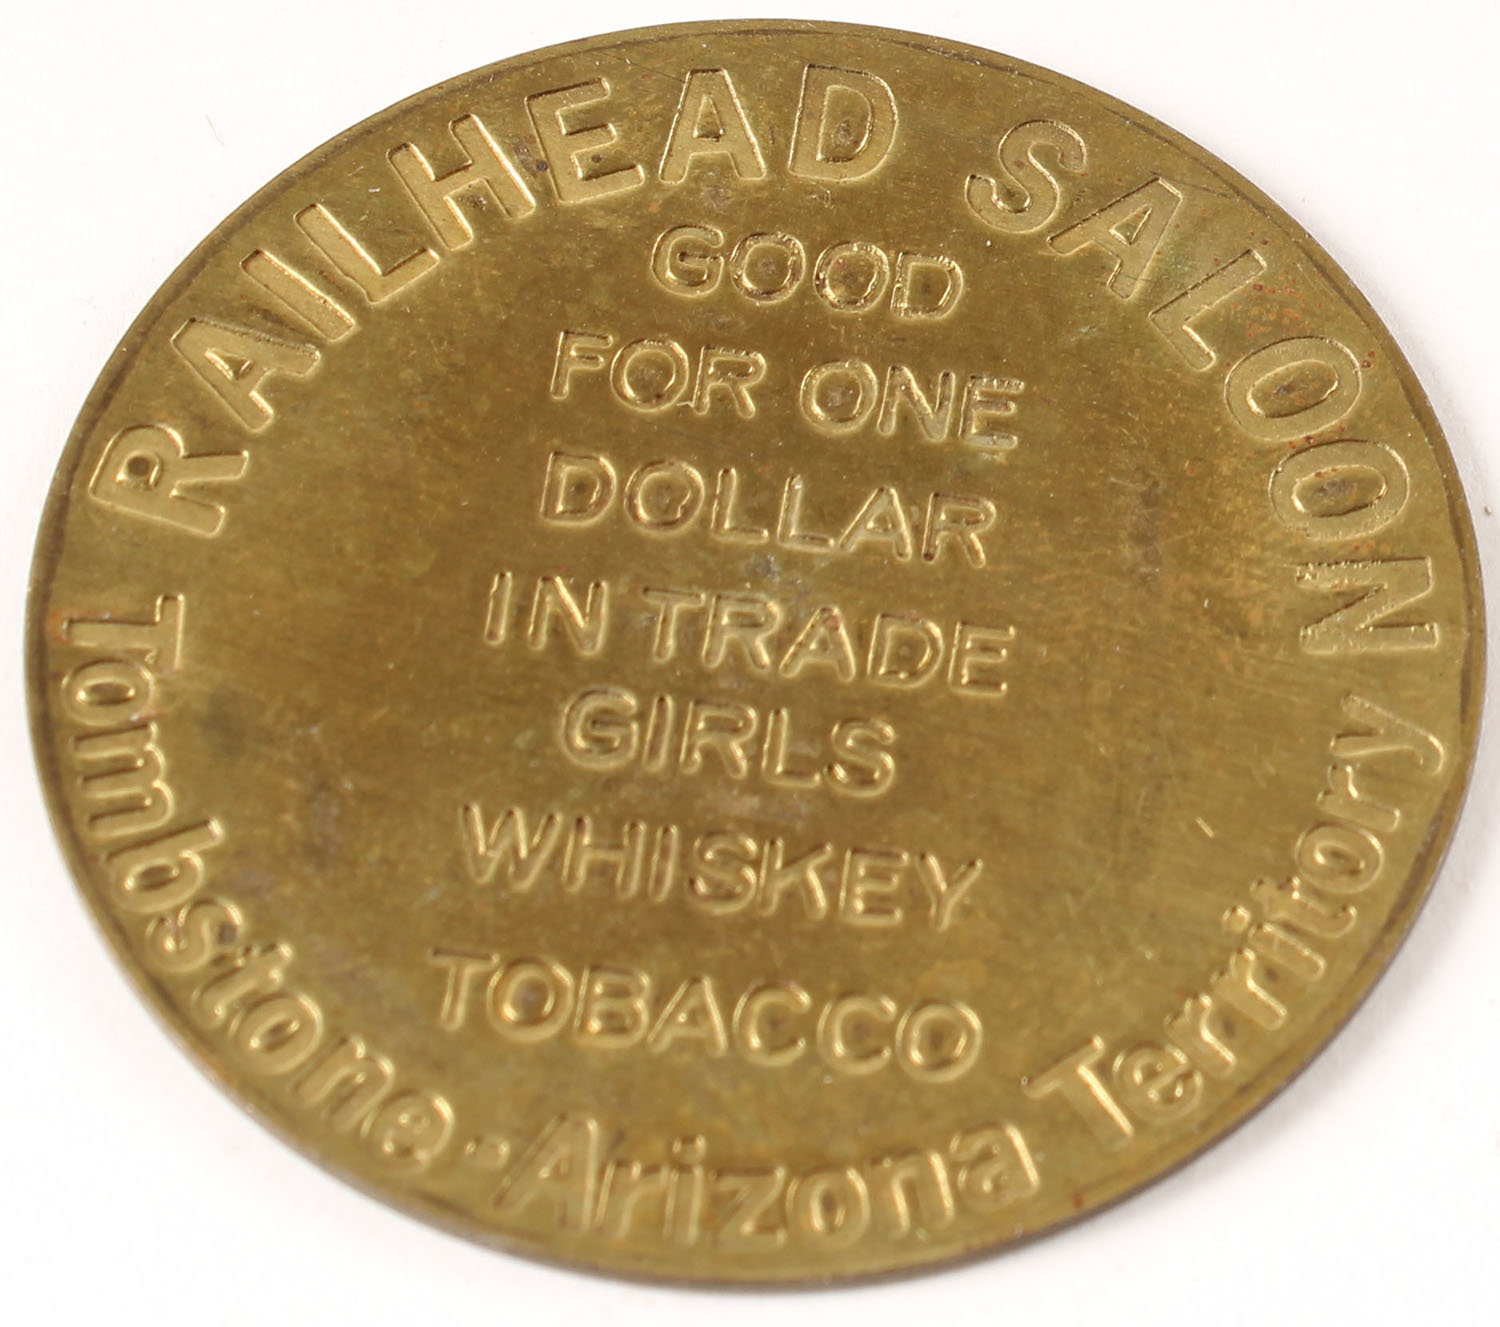 RAILHEAD SALOON
GOOD
FOR ONE
DOLLAR
IN TRADE
GIRLS
WHISKEY
TOBACCO
Tombstone·Arizona Territory